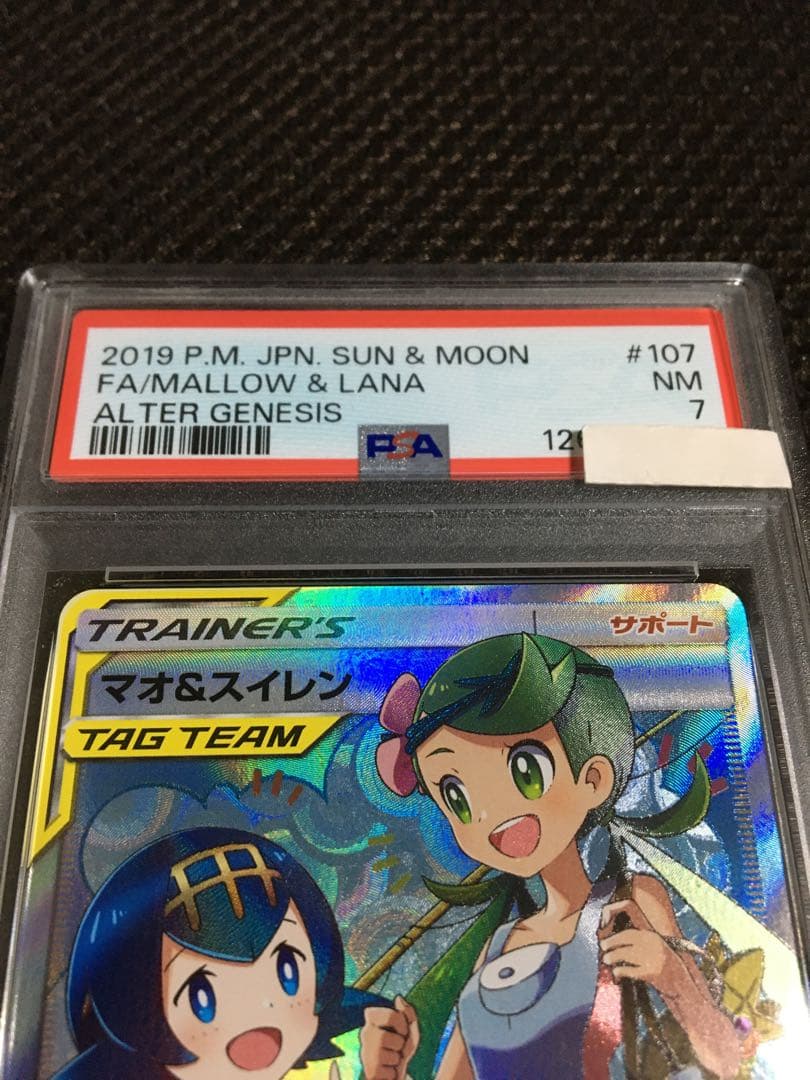 2019 P.M. JPN. SUN & MOON #107
FA/MALLOW & LANA NM
ALTER GENESIS 7
PSA
TRAINER'S サポート
マオ&スイレン
TAG TEAM